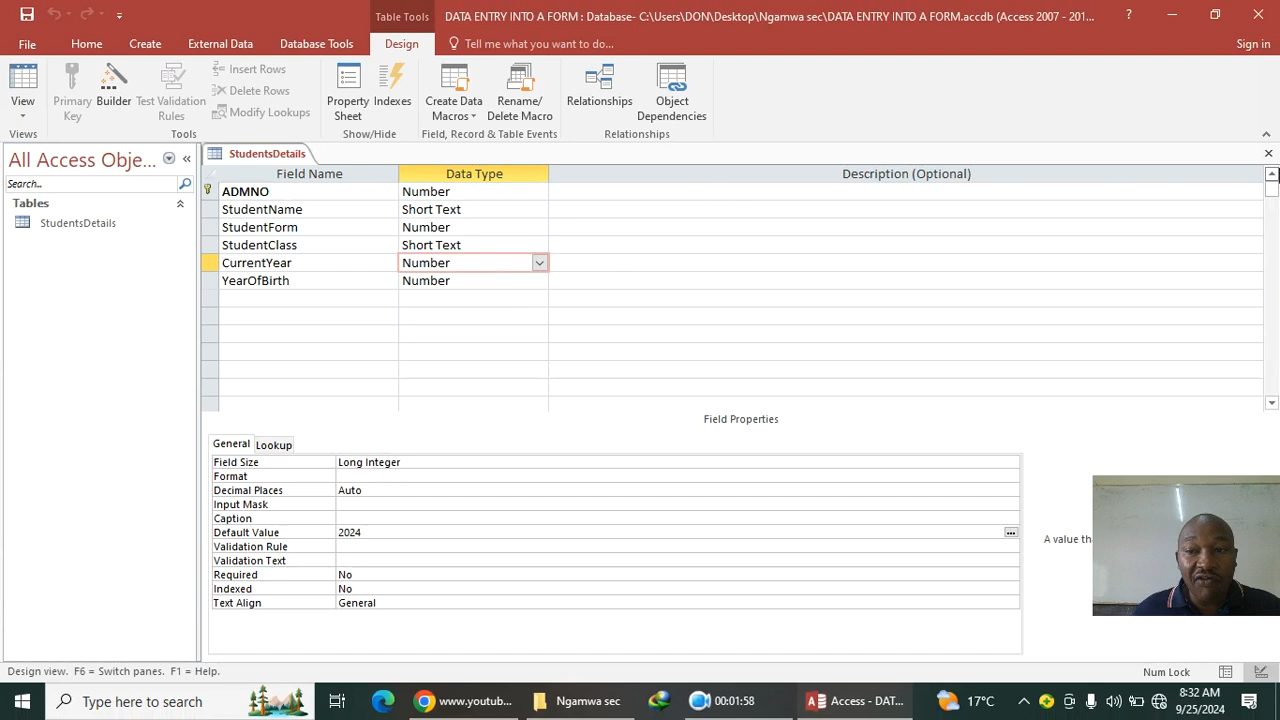 Table Tools
DATA ENTRY INTO A FORM : Database- C:\Users\DON\Desktop\Ngamwa sec\DATA ENTRY INTO A FORM.accdb (Access 2007 - 201...
?
File
Home
Create
External Data
Database Tools
Design
Tell me what you want to do...
Sign in
View
Primary Key
Builder
Test Validation Rules
Insert Rows
Delete Rows
Modify Lookups
Property Sheet
Indexes
Create Data Macros
Rename/ Delete Macro
Relationships
Object Dependencies
Views
Tools
Show/Hide
Field, Record & Table Events
Relationships
All Access Obje...
Search...
Tables
StudentsDetails
StudentsDetails
Field Name Data Type Description (Optional)
ADMNO Number
StudentName Short Text
StudentForm Number
StudentClass Short Text
CurrentYear Number
YearOfBirth Number
Field Properties
General Lookup
Field Size Long Integer
Format
Decimal Places Auto
Input Mask
Caption
Default Value 2024
Validation Rule
Validation Text
Required No
Indexed No
Text Align General
A value
Design view. F6 = Switch panes. F1 = Help.
Num Lock
Type here to search
www.youtub...
Ngamwa sec
00:01:58
Access - DAT...
17°C
8:32 AM
9/25/2024